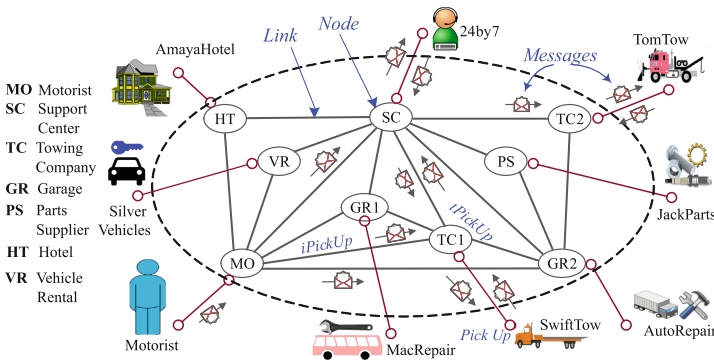 24by7
Node
Link
AmayaHotel
Messages
TomTow
MO Motorist
SC Support
Center
TC Towing
Company
GR Garage
PS Parts
Supplier
HT Hotel
VR Vehicle
Rental
HT
SC
TC2
VR
PS
GR1
TC1
MO
GR2
iPickUp
iPickUp
Silver
Vehicles
JackParts
Motorist
MacRepair
Pick Up
SwiftTow
AutoRepair